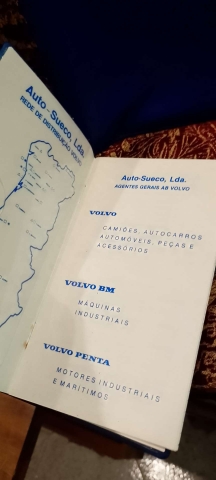 Auto-Sueco, Lda
REDE DE DISTRIBUIÇÃO VOLVO
Auto-Sueco, Lda.
AGENTES GERAIS AB VOLVO
VOLVO
CAMIÕES, AUTOCARROS
AUTOMÓVEIS, PEÇAS E
ACESSÓRIOS
VOLVO BM
MÁQUINAS
INDUSTRIAIS
VOLVO PENTA
MOTORES INDUSTRIAIS
E MARÍTIMOS